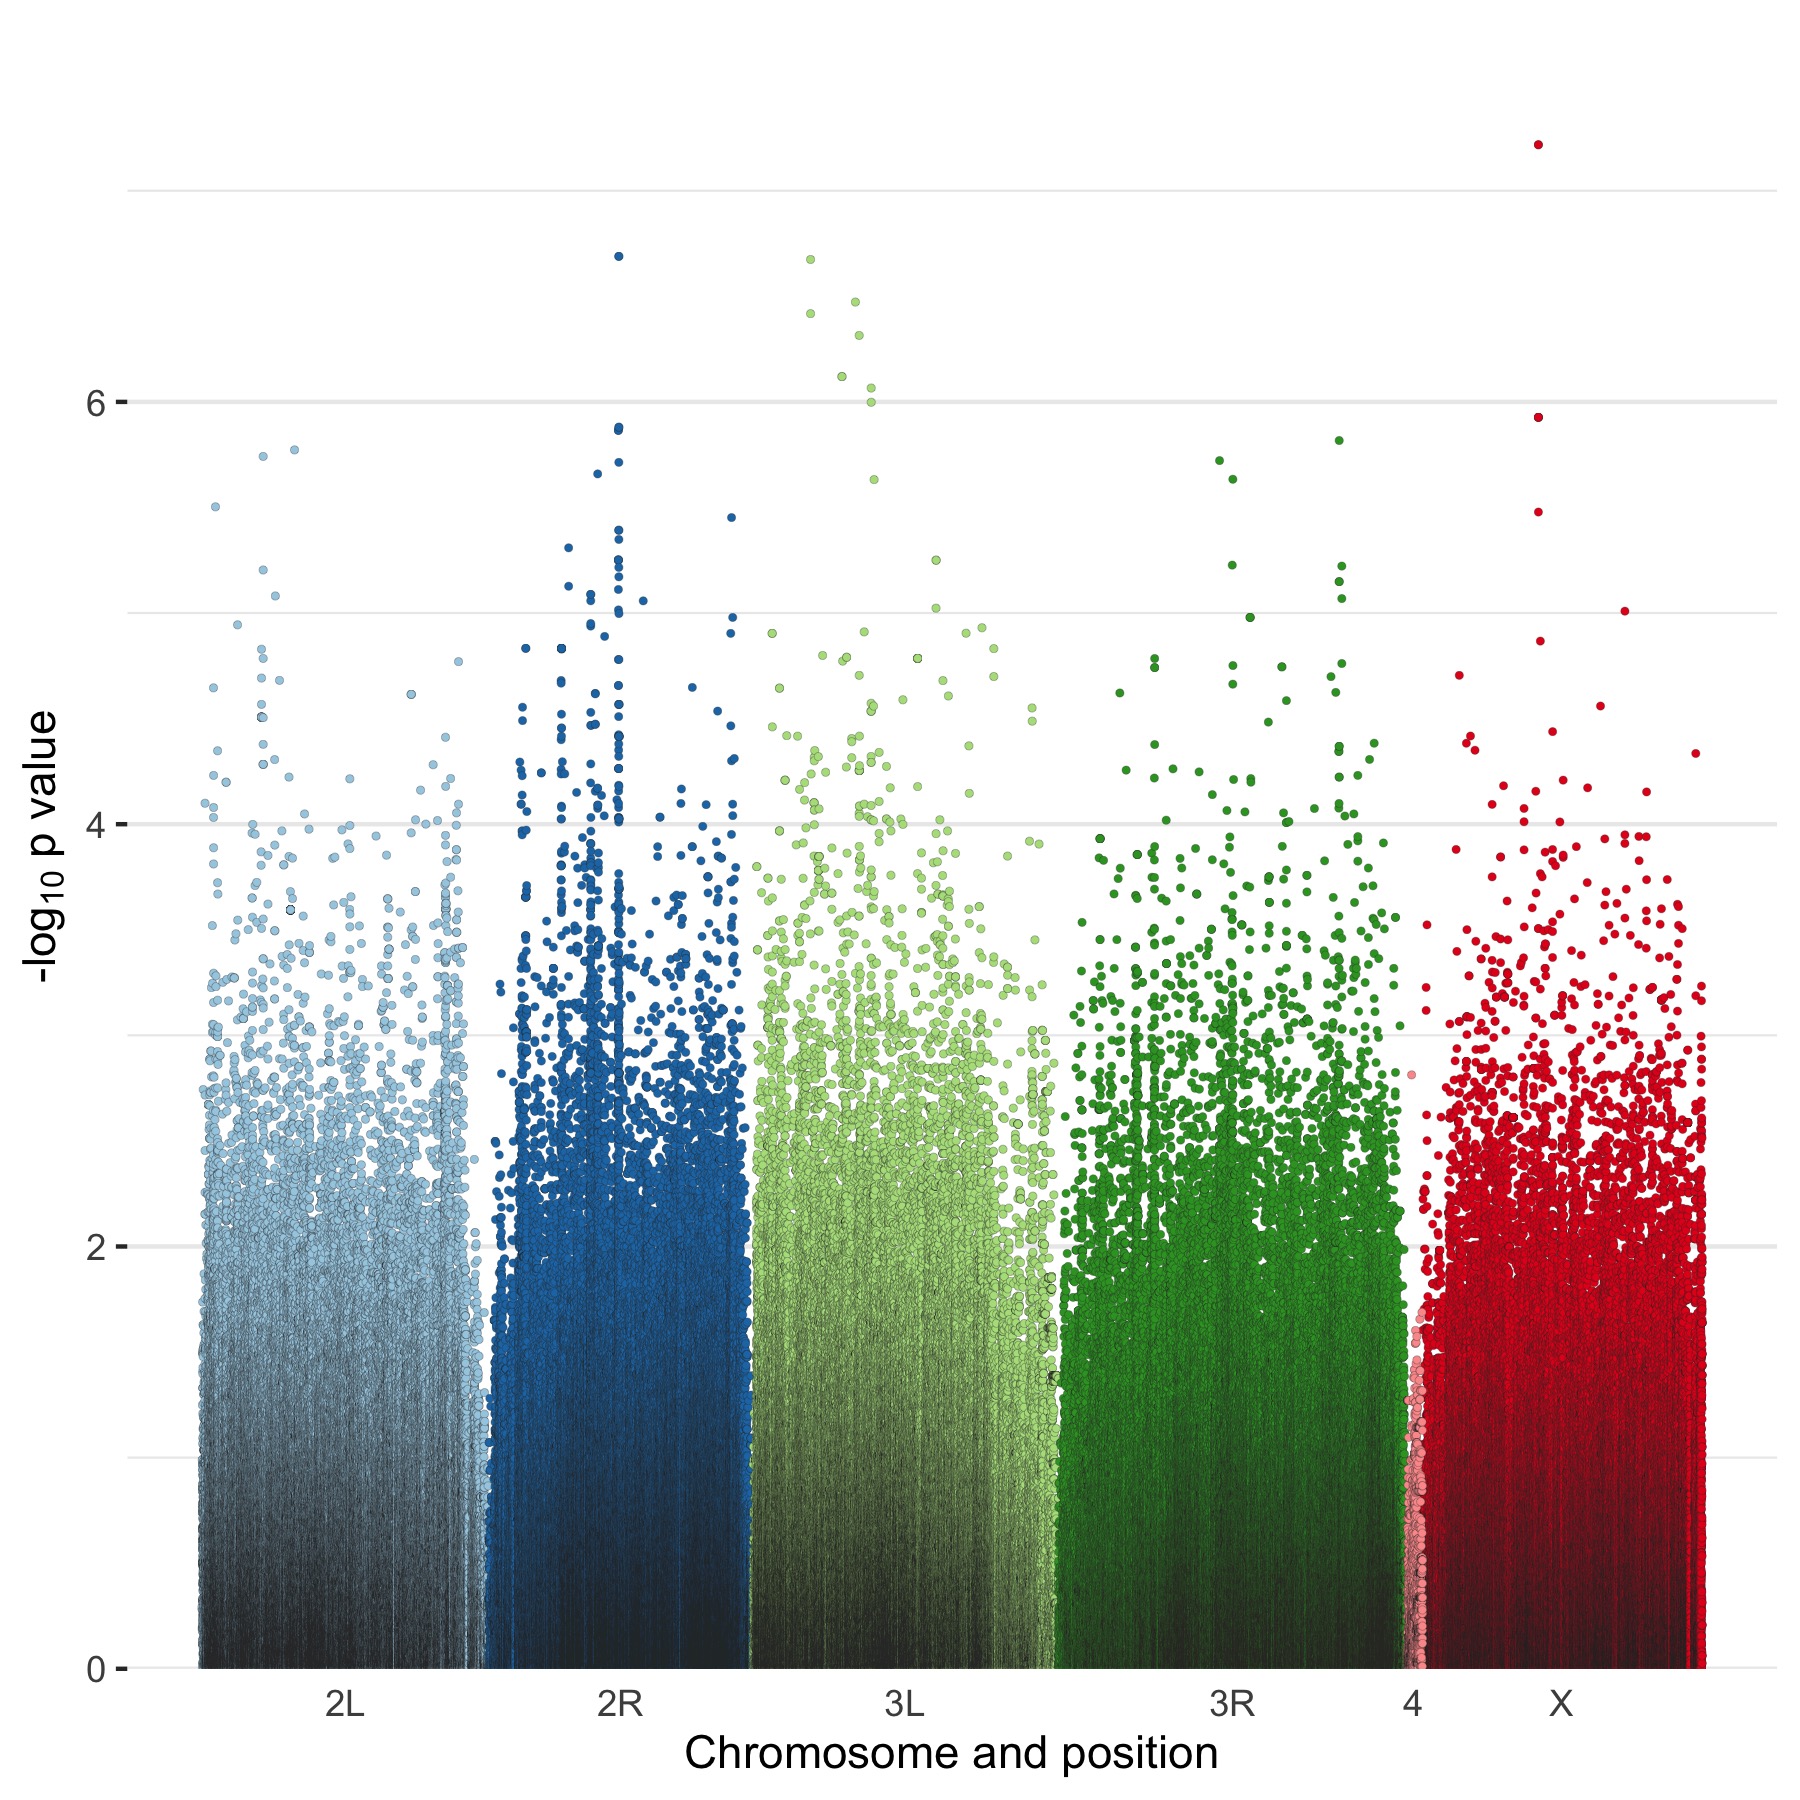 -log₁₀ p value
6
4
2
0
2L 2R 3L 3R 4 X
Chromosome and position